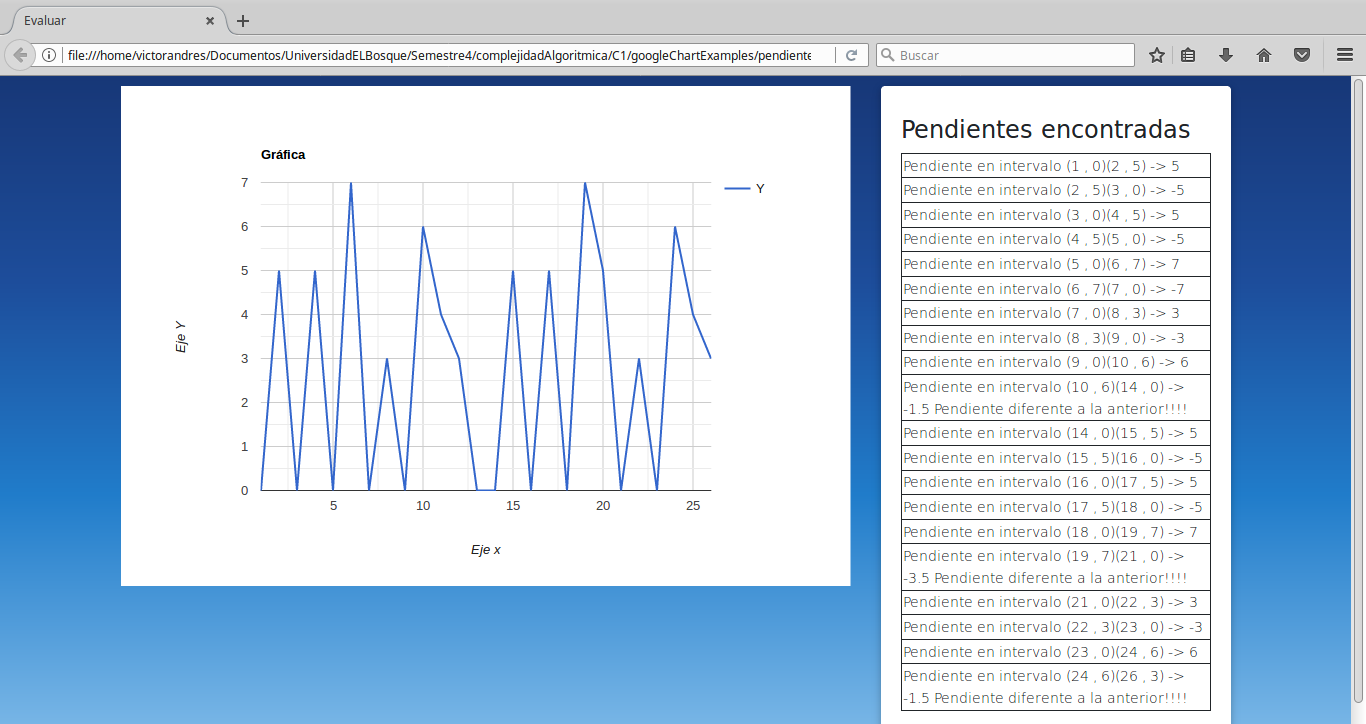 Evaluar
file:///home/victorandres/Documentos/UniversidadELBosque/Semestre4/complejidadAlgoritmica/C1/googleChartExamples/pendiente
Buscar
Gráfica
Y
7
6
5
4
3
2
1
0
Eje Y
5
10
15
20
25
Eje x
Pendientes encontradas
Pendiente en intervalo (1 , 0)(2 , 5) -> 5
Pendiente en intervalo (2 , 5)(3 , 0) -> -5
Pendiente en intervalo (3 , 0)(4 , 5) -> 5
Pendiente en intervalo (4 , 5)(5 , 0) -> -5
Pendiente en intervalo (5 , 0)(6 , 7) -> 7
Pendiente en intervalo (6 , 7)(7 , 0) -> -7
Pendiente en intervalo (7 , 0)(8 , 3) -> 3
Pendiente en intervalo (8 , 3)(9 , 0) -> -3
Pendiente en intervalo (9 , 0)(10 , 6) -> 6
Pendiente en intervalo (10 , 6)(14 , 0) ->
-1.5 Pendiente diferente a la anterior!!!!
Pendiente en intervalo (14 , 0)(15 , 5) -> 5
Pendiente en intervalo (15 , 5)(16 , 0) -> -5
Pendiente en intervalo (16 , 0)(17 , 5) -> 5
Pendiente en intervalo (17 , 5)(18 , 0) -> -5
Pendiente en intervalo (18 , 0)(19 , 7) -> 7
Pendiente en intervalo (19 , 7)(21 , 0) ->
-3.5 Pendiente diferente a la anterior!!!!
Pendiente en intervalo (21 , 0)(22 , 3) -> 3
Pendiente en intervalo (22 , 3)(23 , 0) -> -3
Pendiente en intervalo (23 , 0)(24 , 6) -> 6
Pendiente en intervalo (24 , 6)(26 , 3) ->
-1.5 Pendiente diferente a la anterior!!!!